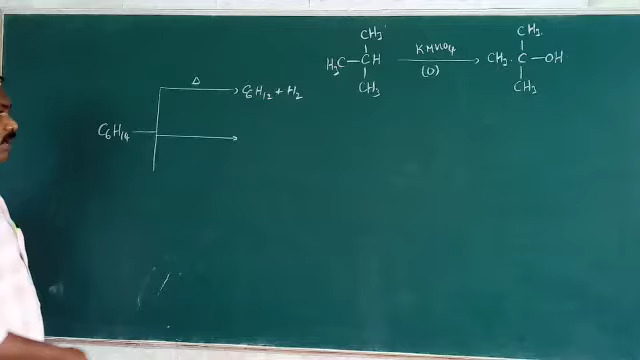 C₆H₁₄
Δ
C₆H₁₂ + H₂
CH₃
H₃C — CH
CH₃
KMnO₄
(O)
CH₃
CH₃ . C — OH
CH₃